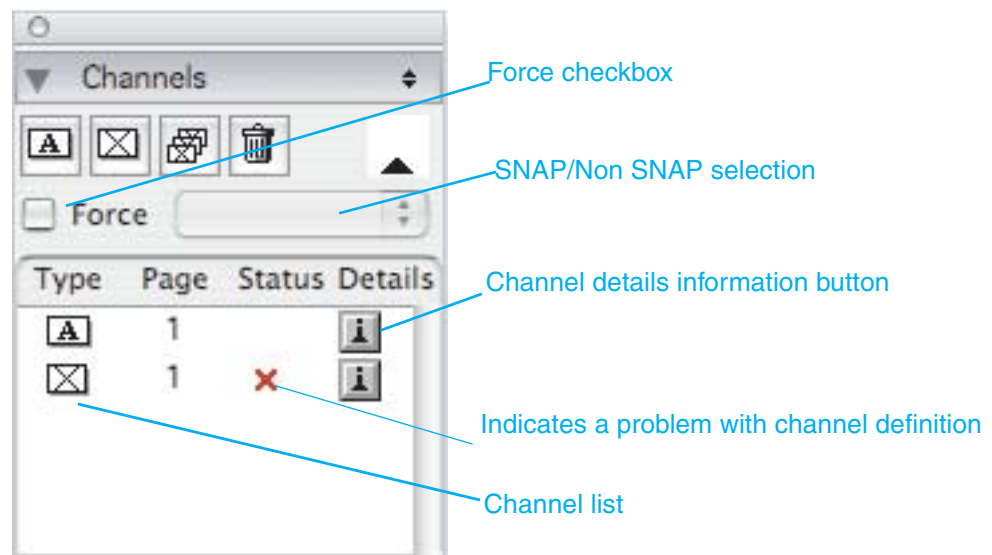 Channels
Force checkbox
A
SNAP/Non SNAP selection
Force
Type Page Status Details
Channel details information button
A 1 i
1 i
Indicates a problem with channel definition
Channel list